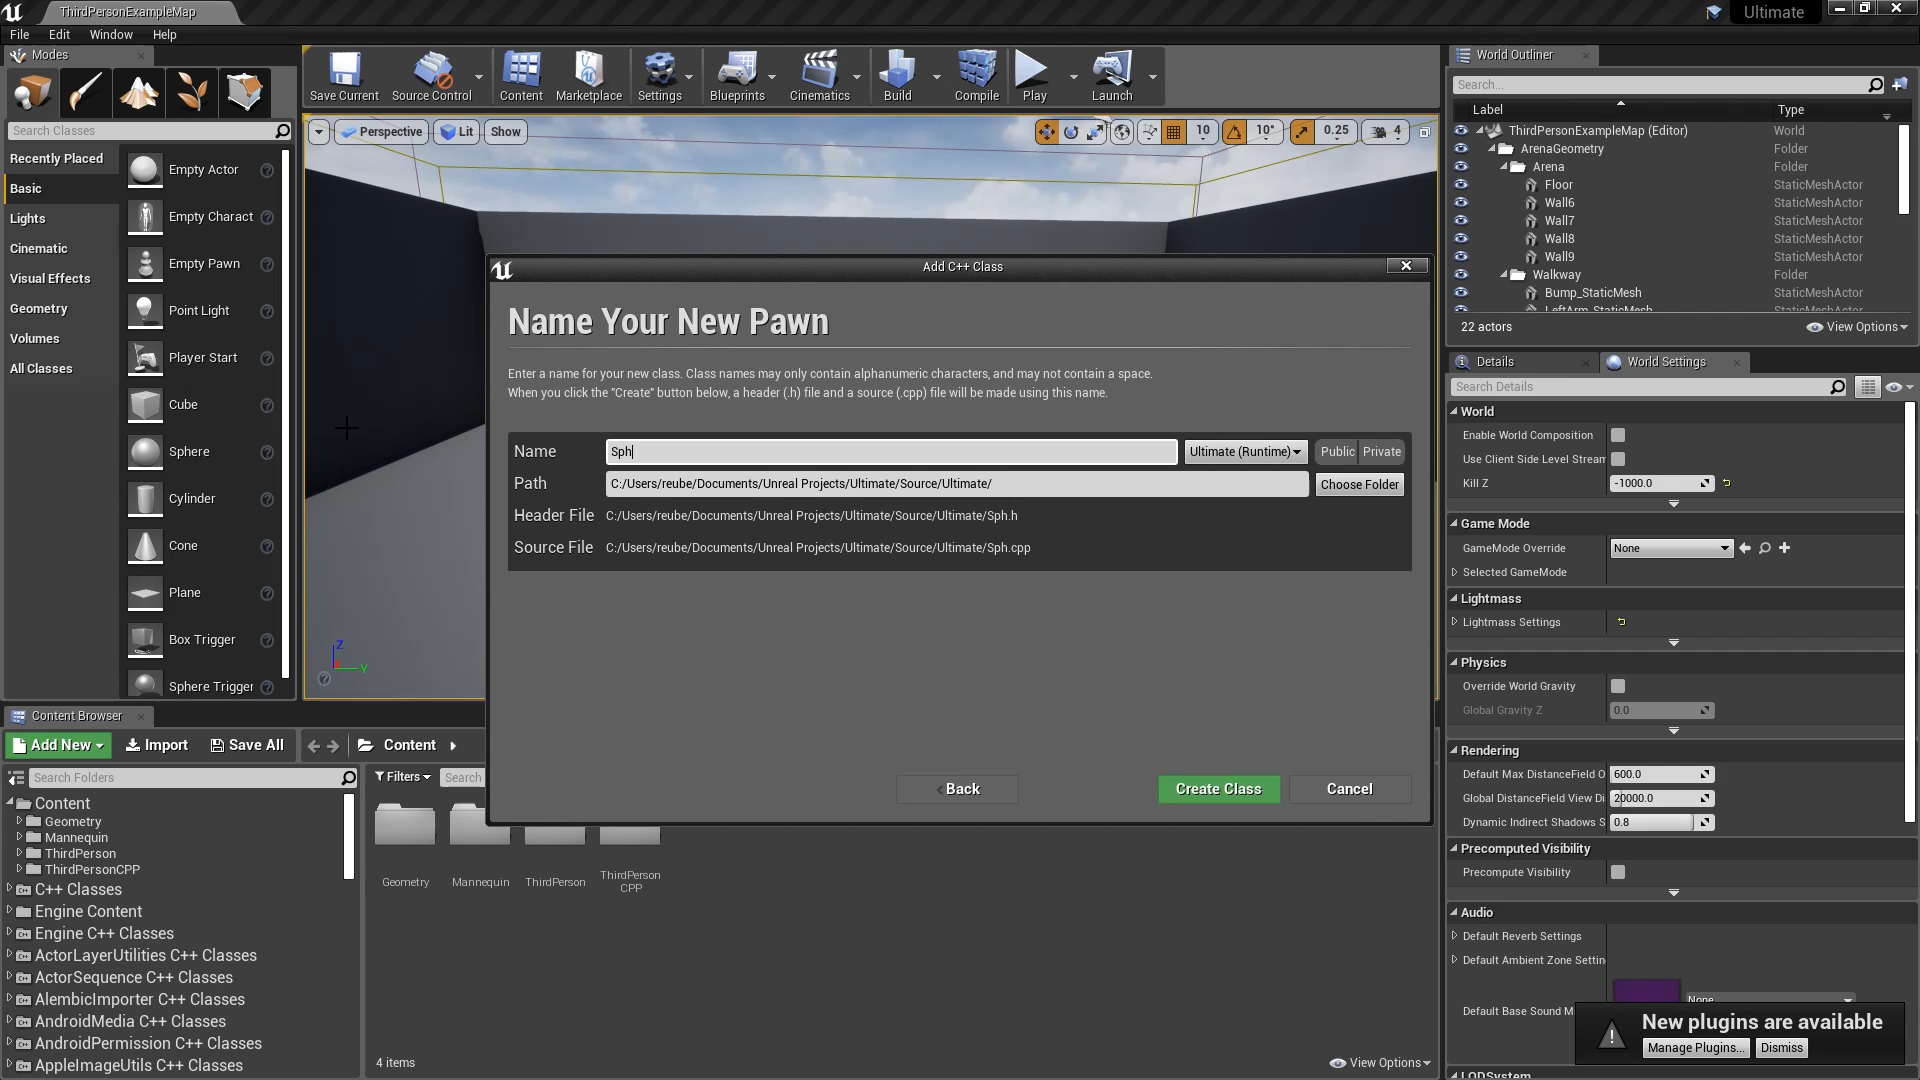 ThirdPersonExampleMap
Ultimate
File Edit Window Help
Modes
Search Classes
Recently Placed
Basic
Lights
Cinematic
Visual Effects
Geometry
Volumes
All Classes
Empty Actor
Empty Charact
Empty Pawn
Point Light
Player Start
Cube
Sphere
Cylinder
Cone
Plane
Box Trigger
Sphere Trigger
Save Current
Source Control
Content
Marketplace
Settings
Blueprints
Cinematics
Build
Compile
Play
Launch
Perspective
Lit
Show
10
10°
0.25
4
Z
Y
Add C++ Class
Name Your New Pawn
Enter a name for your new class. Class names may only contain alphanumeric characters, and may not contain a space.
When you click the "Create" button below, a header (.h) file and a source (.cpp) file will be made using this name.
Name Sph Ultimate (Runtime) Public Private
Path C:/Users/reube/Documents/Unreal Projects/Ultimate/Source/Ultimate/ Choose Folder
Header File C:/Users/reube/Documents/Unreal Projects/Ultimate/Source/Ultimate/Sph.h
Source File C:/Users/reube/Documents/Unreal Projects/Ultimate/Source/Ultimate/Sph.cpp
Back
Create Class
Cancel
Content Browser
Add New
Import
Save All
Content
Search Folders
Filters
Search
Content
Geometry
Mannequin
ThirdPerson
ThirdPersonCPP
C++ Classes
Engine Content
Engine C++ Classes
ActorLayerUtilities C++ Classes
ActorSequence C++ Classes
AlembicImporter C++ Classes
AndroidMedia C++ Classes
AndroidPermission C++ Classes
AppleImageUtils C++ Classes
Geometry
Mannequin
ThirdPerson
ThirdPerson
CPP
4 items
View Options
World Outliner
Search...
Label Type
ThirdPersonExampleMap (Editor) World
ArenaGeometry Folder
Arena Folder
Floor StaticMeshActor
Wall6 StaticMeshActor
Wall7 StaticMeshActor
Wall8 StaticMeshActor
Wall9 StaticMeshActor
Walkway Folder
Bump_StaticMesh StaticMeshActor
LeftArm_StaticMesh StaticMeshActor
22 actors
View Options
Details
World Settings
Search Details
World
Enable World Composition
Use Client Side Level Stream
Kill Z -1000.0
Game Mode
GameMode Override None
Selected GameMode
Lightmass
Lightmass Settings
Physics
Override World Gravity
Global Gravity Z 0.0
Rendering
Default Max DistanceField O 600.0
Global DistanceField View Di 20000.0
Dynamic Indirect Shadows S 0.8
Precomputed Visibility
Precompute Visibility
Audio
Default Reverb Settings
Default Ambient Zone Settin
Default Base Sound M None
New plugins are available
Manage Plugins...
Dismiss
LODSystem